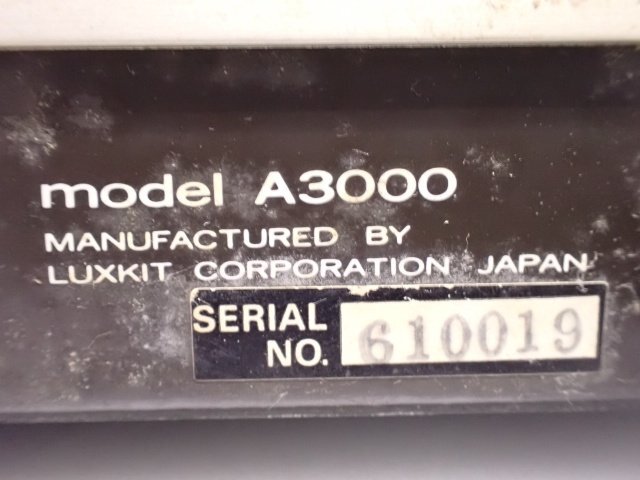 model A3000
MANUFACTURED BY
LUXKIT CORPORATION JAPAN
SERIAL
NO. 610019